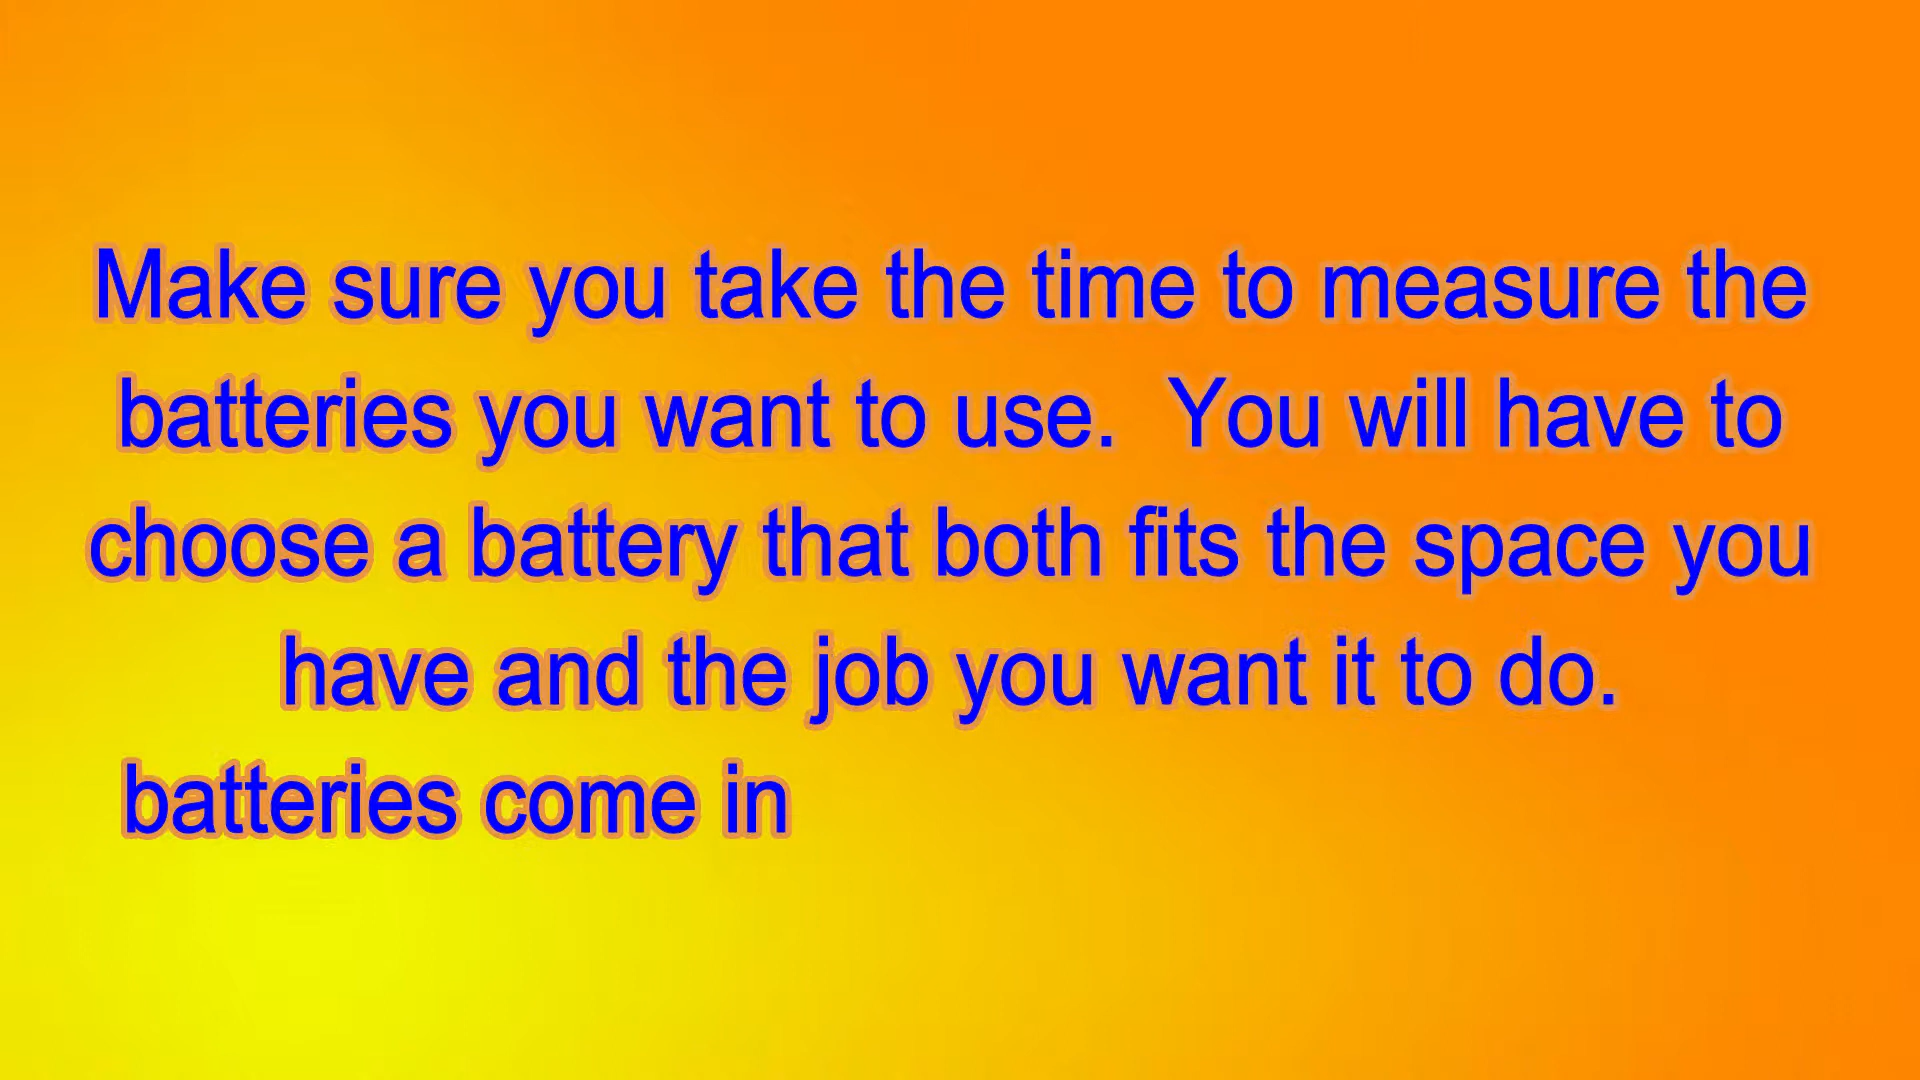 Make sure you take the time to measure the
batteries you want to use.  You will have to
choose a battery that both fits the space you
have and the job you want it to do.
batteries come in